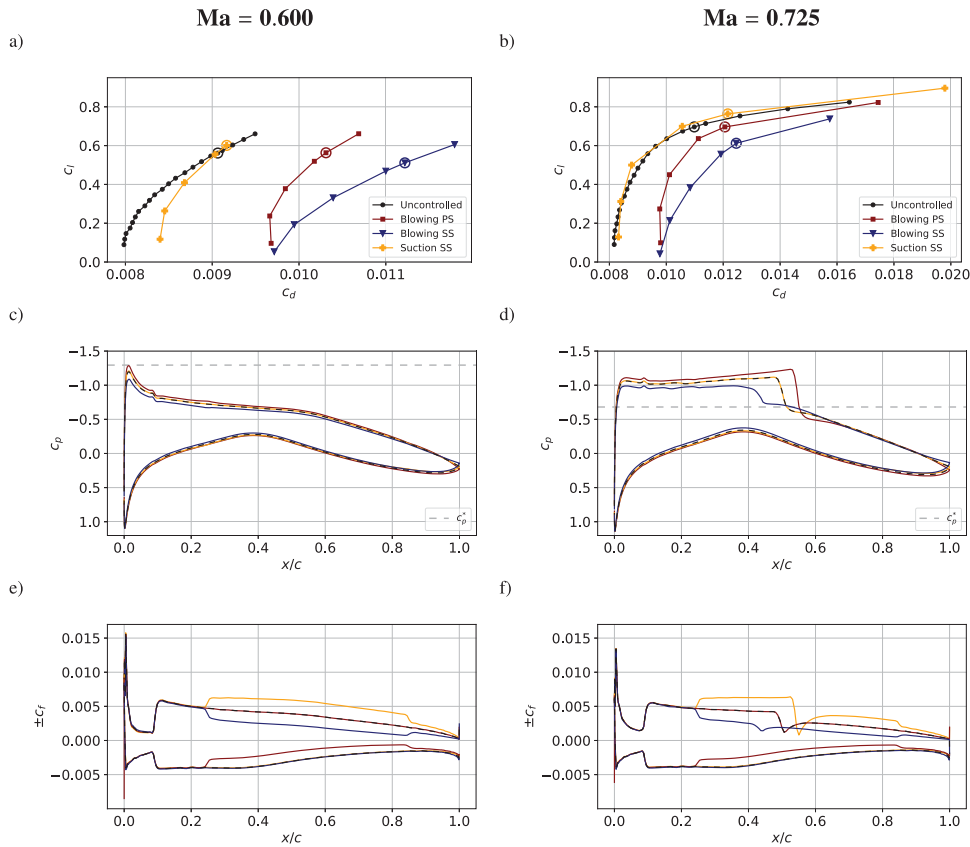 Ma = 0.600
Ma = 0.725
a)
b)
0.8
0.6
0.4
0.2
0.0
c_l
0.008
0.009
0.010
0.011
c_d
Uncontrolled
Blowing PS
Blowing SS
Suction SS
0.8
0.6
0.4
0.2
0.0
c_l
0.008
0.010
0.012
0.014
0.016
0.018
0.020
c_d
Uncontrolled
Blowing PS
Blowing SS
Suction SS
c)
d)
−1.5
−1.0
−0.5
0.0
0.5
1.0
c_p
0.0
0.2
0.4
0.6
0.8
1.0
x/c
c_p^*
−1.5
−1.0
−0.5
0.0
0.5
1.0
c_p
0.0
0.2
0.4
0.6
0.8
1.0
x/c
c_p^*
e)
f)
0.015
0.010
0.005
0.000
−0.005
±c_f
0.0
0.2
0.4
0.6
0.8
1.0
x/c
0.015
0.010
0.005
0.000
−0.005
±c_f
0.0
0.2
0.4
0.6
0.8
1.0
x/c